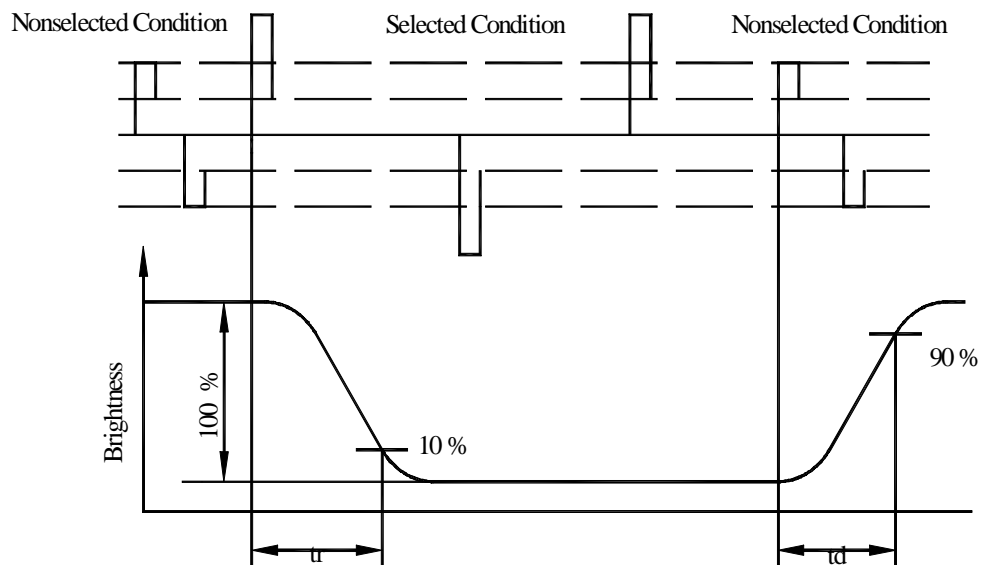 Nonselected Condition
Selected Condition
Nonselected Condition
Brightness
100 %
10 %
90 %
tr
td